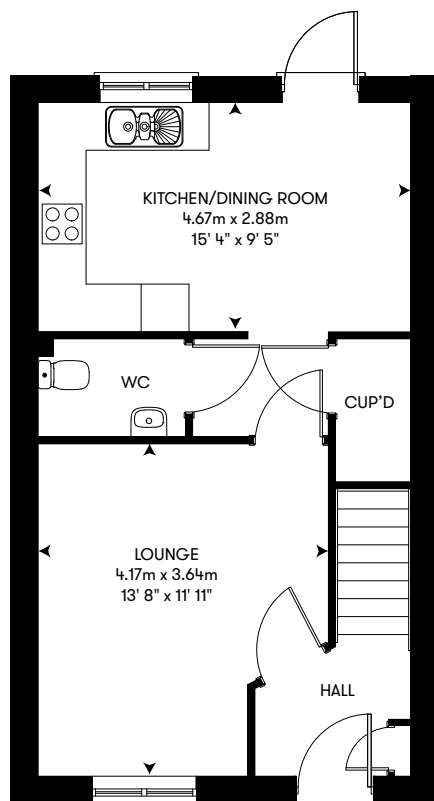 KITCHEN/DINING ROOM
4.67m x 2.88m
15' 4" x 9' 5"
WC
CUP'D
LOUNGE
4.17m x 3.64m
13' 8" x 11' 11"
HALL